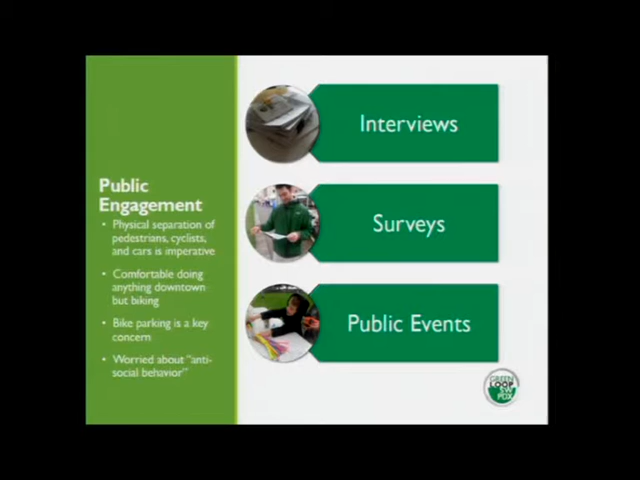 Public
Engagement
• Physical separation of
pedestrians, cyclists,
and cars is imperative
• Comfortable doing
anything downtown
but biking
• Bike parking is a key
concern
• Worried about "anti-
social behavior"
Interviews
Surveys
Public Events
GREEN
LOOP
SW
PDX